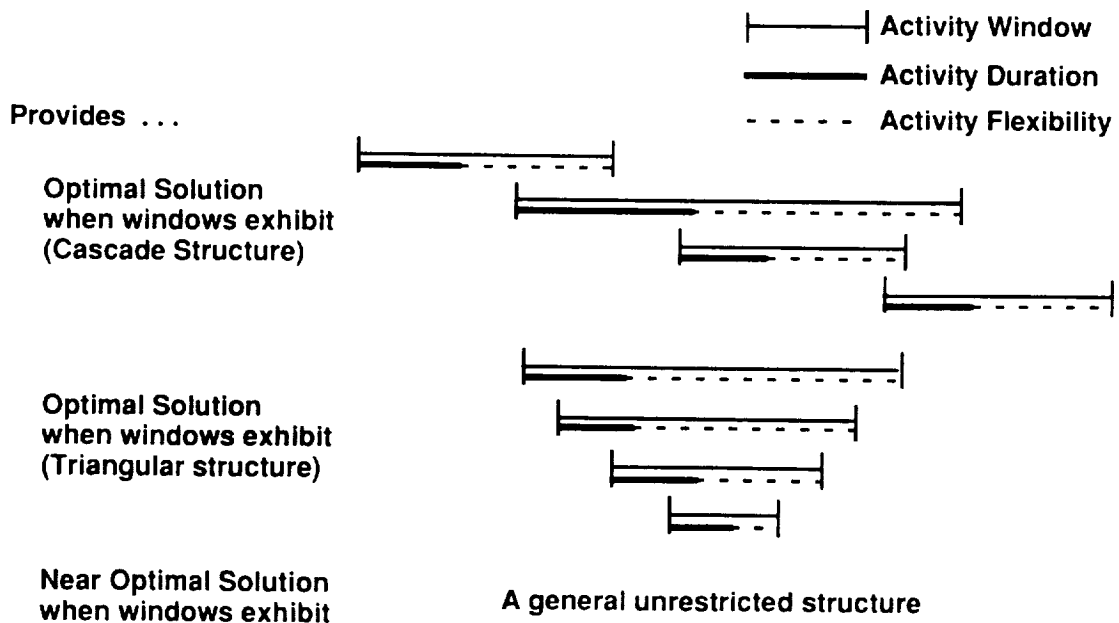 Activity Window
Activity Duration
Activity Flexibility
Provides ...
Optimal Solution
when windows exhibit
(Cascade Structure)
Optimal Solution
when windows exhibit
(Triangular structure)
Near Optimal Solution
when windows exhibit
A general unrestricted structure